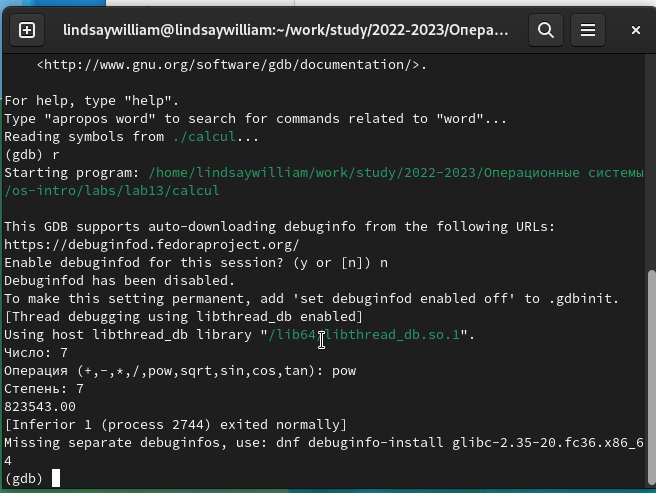 lindsaywilliam@lindsaywilliam:~/work/study/2022-2023/Опера...
    <http://www.gnu.org/software/gdb/documentation/>.
For help, type "help".
Type "apropos word" to search for commands related to "word"...
Reading symbols from ./calcul...
(gdb) r
Starting program: /home/lindsaywilliam/work/study/2022-2023/Операционные системы
/os-intro/labs/lab13/calcul
This GDB supports auto-downloading debuginfo from the following URLs:
https://debuginfod.fedoraproject.org/
Enable debuginfod for this session? (y or [n]) n
Debuginfod has been disabled.
To make this setting permanent, add 'set debuginfod enabled off' to .gdbinit.
[Thread debugging using libthread_db enabled]
Using host libthread_db library "/lib64/libthread_db.so.1".
Число: 7
Операция (+,-,*,/,pow,sqrt,sin,cos,tan): pow
Степень: 7
823543.00
[Inferior 1 (process 2744) exited normally]
Missing separate debuginfos, use: dnf debuginfo-install glibc-2.35-20.fc36.x86_6
4
(gdb)